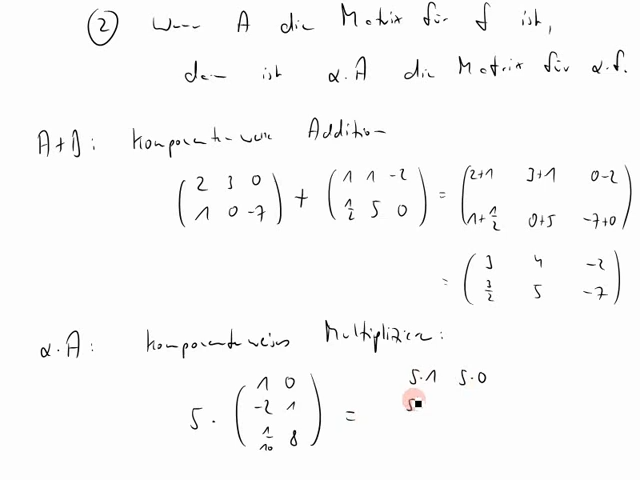 ② Wenn A die Matrix für f ist,
dann ist α.A die Matrix für α.f.
A+B: Komponentenweise Addition
( 2 3 0 ; 1 0 -7 ) + ( 1 1 -2 ; 1/2 5 0 ) = ( 2+1 3+1 0-2 ; 1+1/2 0+5 -7+0 )
= ( 3 4 -2 ; 3/2 5 -7 )
α.A: Komponentenweises Multiplizieren:
5 · ( 1 0 ; -2 1 ; 1/10 8 ) = 5·1 5·0
5